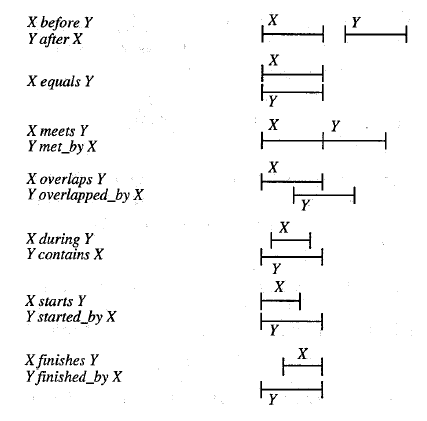 X before Y
Y after X
X
Y
X equals Y
X
Y
X meets Y
Y met_by X
X
Y
X overlaps Y
Y overlapped_by X
X
Y
X during Y
Y contains X
X
Y
X starts Y
Y started_by X
X
Y
X finishes Y
Y finished_by X
X
Y